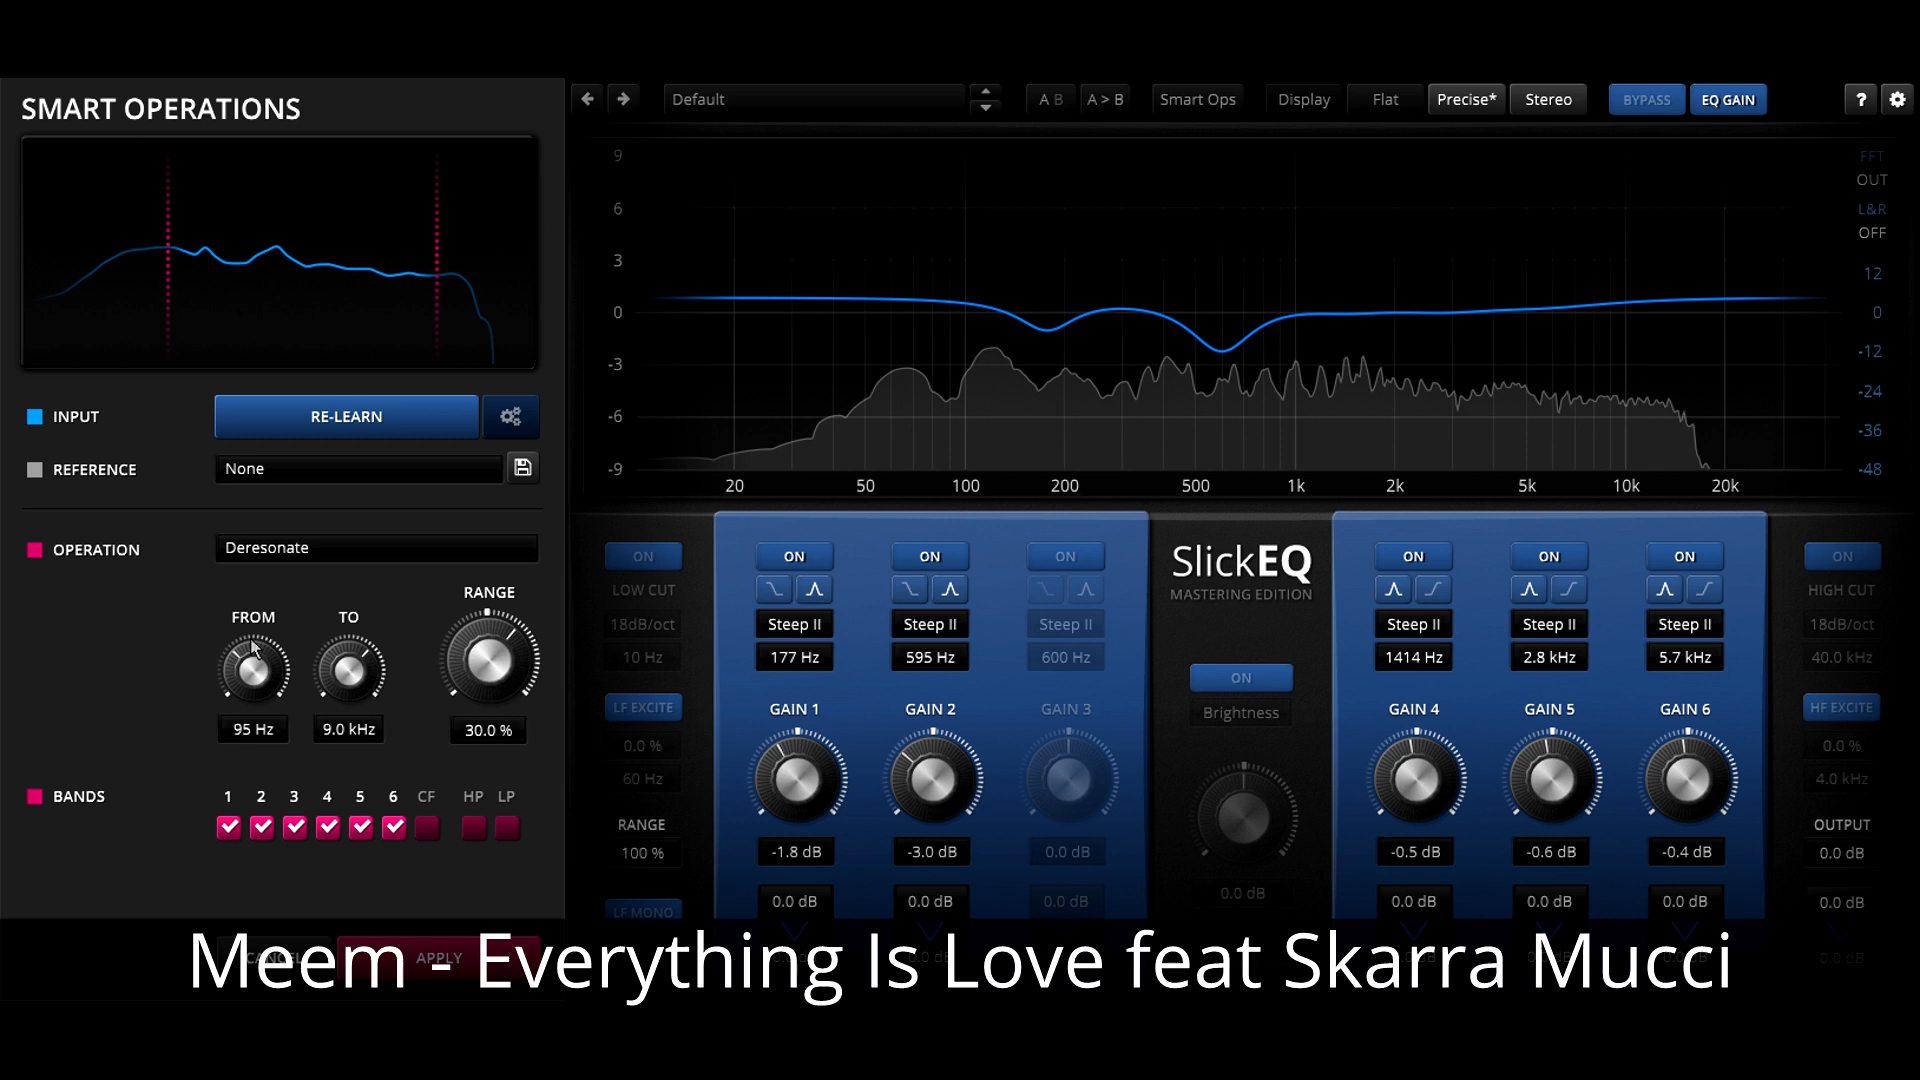 SMART OPERATIONS
Default
A B
A > B
Smart Ops
Display
Flat
Precise*
Stereo
BYPASS
EQ GAIN
?
9
6
3
0
-3
-6
-9
20 50 100 200 500 1k 2k 5k 10k 20k
FFT
OUT
L&R
OFF
12
0
-12
-24
-36
-48
INPUT
RE-LEARN
REFERENCE
None
OPERATION
Deresonate
FROM
TO
RANGE
95 Hz
9.0 kHz
30.0 %
BANDS
1 2 3 4 5 6 CF HP LP
CANCEL
APPLY
ON
LOW CUT
18dB/oct
10 Hz
LF EXCITE
0.0 %
60 Hz
RANGE
100 %
LF MONO
ON ON ON
Steep II Steep II Steep II
177 Hz 595 Hz 600 Hz
GAIN 1 GAIN 2 GAIN 3
-1.8 dB -3.0 dB 0.0 dB
0.0 dB 0.0 dB 0.0 dB
SlickEQ
MASTERING EDITION
ON
Brightness
0.0 dB
ON ON ON
Steep II Steep II Steep II
1414 Hz 2.8 kHz 5.7 kHz
GAIN 4 GAIN 5 GAIN 6
-0.5 dB -0.6 dB -0.4 dB
0.0 dB 0.0 dB 0.0 dB
ON
HIGH CUT
18dB/oct
40.0 kHz
HF EXCITE
0.0 %
4.0 kHz
OUTPUT
0.0 dB
0.0 dB
Meem - Everything Is Love feat Skarra Mucci